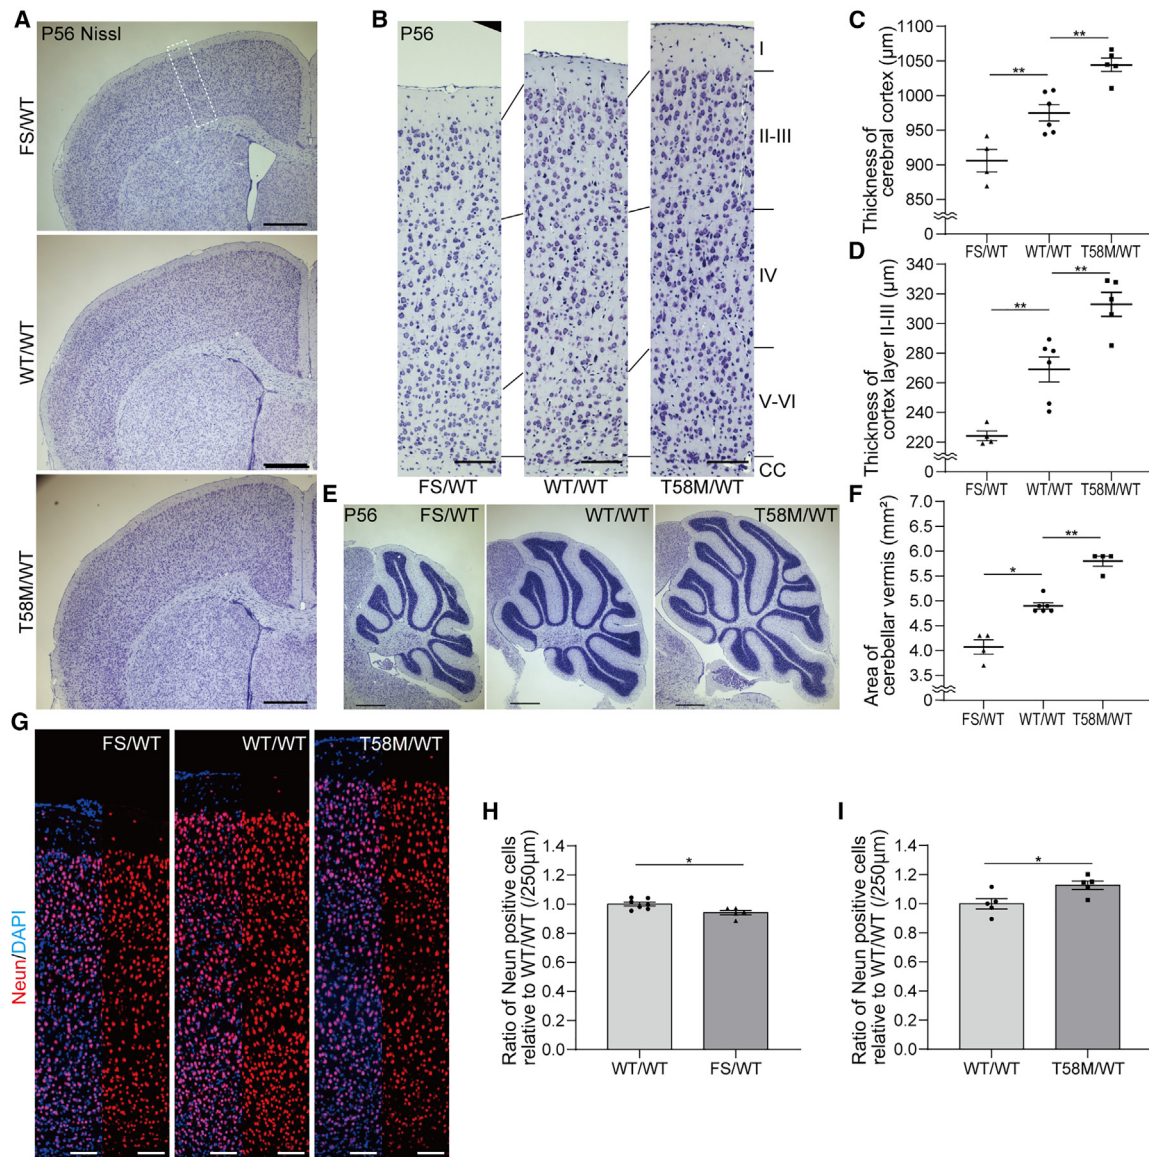 A
P56 Nissl
FS/WT
WT/WT
T58M/WT
B
P56
I
II-III
IV
V-VI
CC
FS/WT WT/WT T58M/WT
C
Thickness of
cerebral cortex (µm)
1100
1050
1000
950
900
850
0
**
**
FS/WT WT/WT T58M/WT
D
Thickness of
cortex layer II-III (µm)
340
320
300
280
260
240
220
0
**
**
FS/WT WT/WT T58M/WT
E
P56 FS/WT WT/WT T58M/WT
F
Area of
cerebellar vermis (mm²)
7.0
6.5
6.0
5.5
5.0
4.5
4.0
3.5
0
*
**
FS/WT WT/WT T58M/WT
G
FS/WT WT/WT T58M/WT
Neun/DAPI
H
Ratio of Neun positive cells
relative to WT/WT (/250µm)
1.4
1.2
1.0
0.8
0.6
0.4
0.2
0.0
*
WT/WT FS/WT
I
Ratio of Neun positive cells
relative to WT/WT (/250µm)
1.4
1.2
1.0
0.8
0.6
0.4
0.2
0.0
*
WT/WT T58M/WT